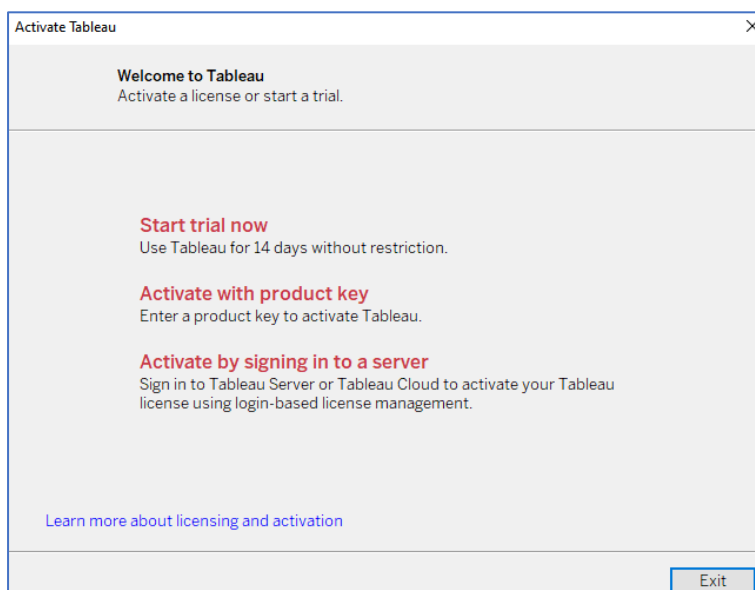 Activate Tableau
Welcome to Tableau
Activate a license or start a trial.
Start trial now
Use Tableau for 14 days without restriction.
Activate with product key
Enter a product key to activate Tableau.
Activate by signing in to a server
Sign in to Tableau Server or Tableau Cloud to activate your Tableau
license using login-based license management.
Learn more about licensing and activation
Exit